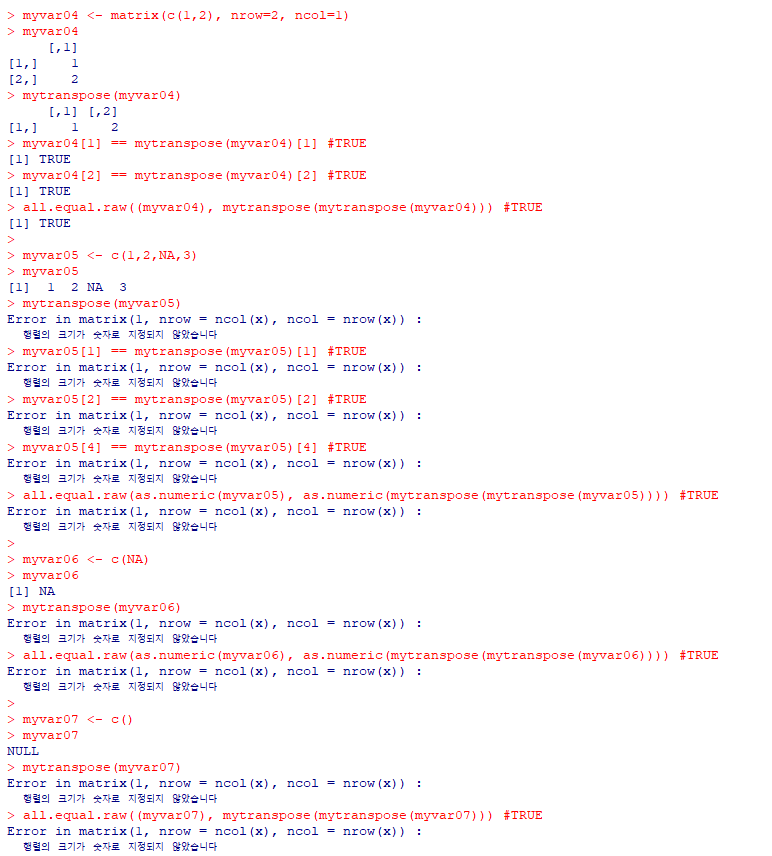 > myvar04 <- matrix(c(1,2), nrow=2, ncol=1)
> myvar04
     [,1]
[1,]    1
[2,]    2
> mytranspose(myvar04)
     [,1] [,2]
[1,]    1    2
> myvar04[1] == mytranspose(myvar04)[1] #TRUE
[1] TRUE
> myvar04[2] == mytranspose(myvar04)[2] #TRUE
[1] TRUE
> all.equal.raw((myvar04), mytranspose(mytranspose(myvar04))) #TRUE
[1] TRUE
>
> myvar05 <- c(1,2,NA,3)
> myvar05
[1]  1  2 NA  3
> mytranspose(myvar05)
Error in matrix(1, nrow = ncol(x), ncol = nrow(x)) :
  행렬의 크기가 숫자로 지정되지 않았습니다
> myvar05[1] == mytranspose(myvar05)[1] #TRUE
Error in matrix(1, nrow = ncol(x), ncol = nrow(x)) :
  행렬의 크기가 숫자로 지정되지 않았습니다
> myvar05[2] == mytranspose(myvar05)[2] #TRUE
Error in matrix(1, nrow = ncol(x), ncol = nrow(x)) :
  행렬의 크기가 숫자로 지정되지 않았습니다
> myvar05[4] == mytranspose(myvar05)[4] #TRUE
Error in matrix(1, nrow = ncol(x), ncol = nrow(x)) :
  행렬의 크기가 숫자로 지정되지 않았습니다
> all.equal.raw(as.numeric(myvar05), as.numeric(mytranspose(mytranspose(myvar05)))) #TRUE
Error in matrix(1, nrow = ncol(x), ncol = nrow(x)) :
  행렬의 크기가 숫자로 지정되지 않았습니다
>
> myvar06 <- c(NA)
> myvar06
[1] NA
> mytranspose(myvar06)
Error in matrix(1, nrow = ncol(x), ncol = nrow(x)) :
  행렬의 크기가 숫자로 지정되지 않았습니다
> all.equal.raw(as.numeric(myvar06), as.numeric(mytranspose(mytranspose(myvar06)))) #TRUE
Error in matrix(1, nrow = ncol(x), ncol = nrow(x)) :
  행렬의 크기가 숫자로 지정되지 않았습니다
>
> myvar07 <- c()
> myvar07
NULL
> mytranspose(myvar07)
Error in matrix(1, nrow = ncol(x), ncol = nrow(x)) :
  행렬의 크기가 숫자로 지정되지 않았습니다
> all.equal.raw((myvar07), mytranspose(mytranspose(myvar07))) #TRUE
Error in matrix(1, nrow = ncol(x), ncol = nrow(x)) :
  행렬의 크기가 숫자로 지정되지 않았습니다